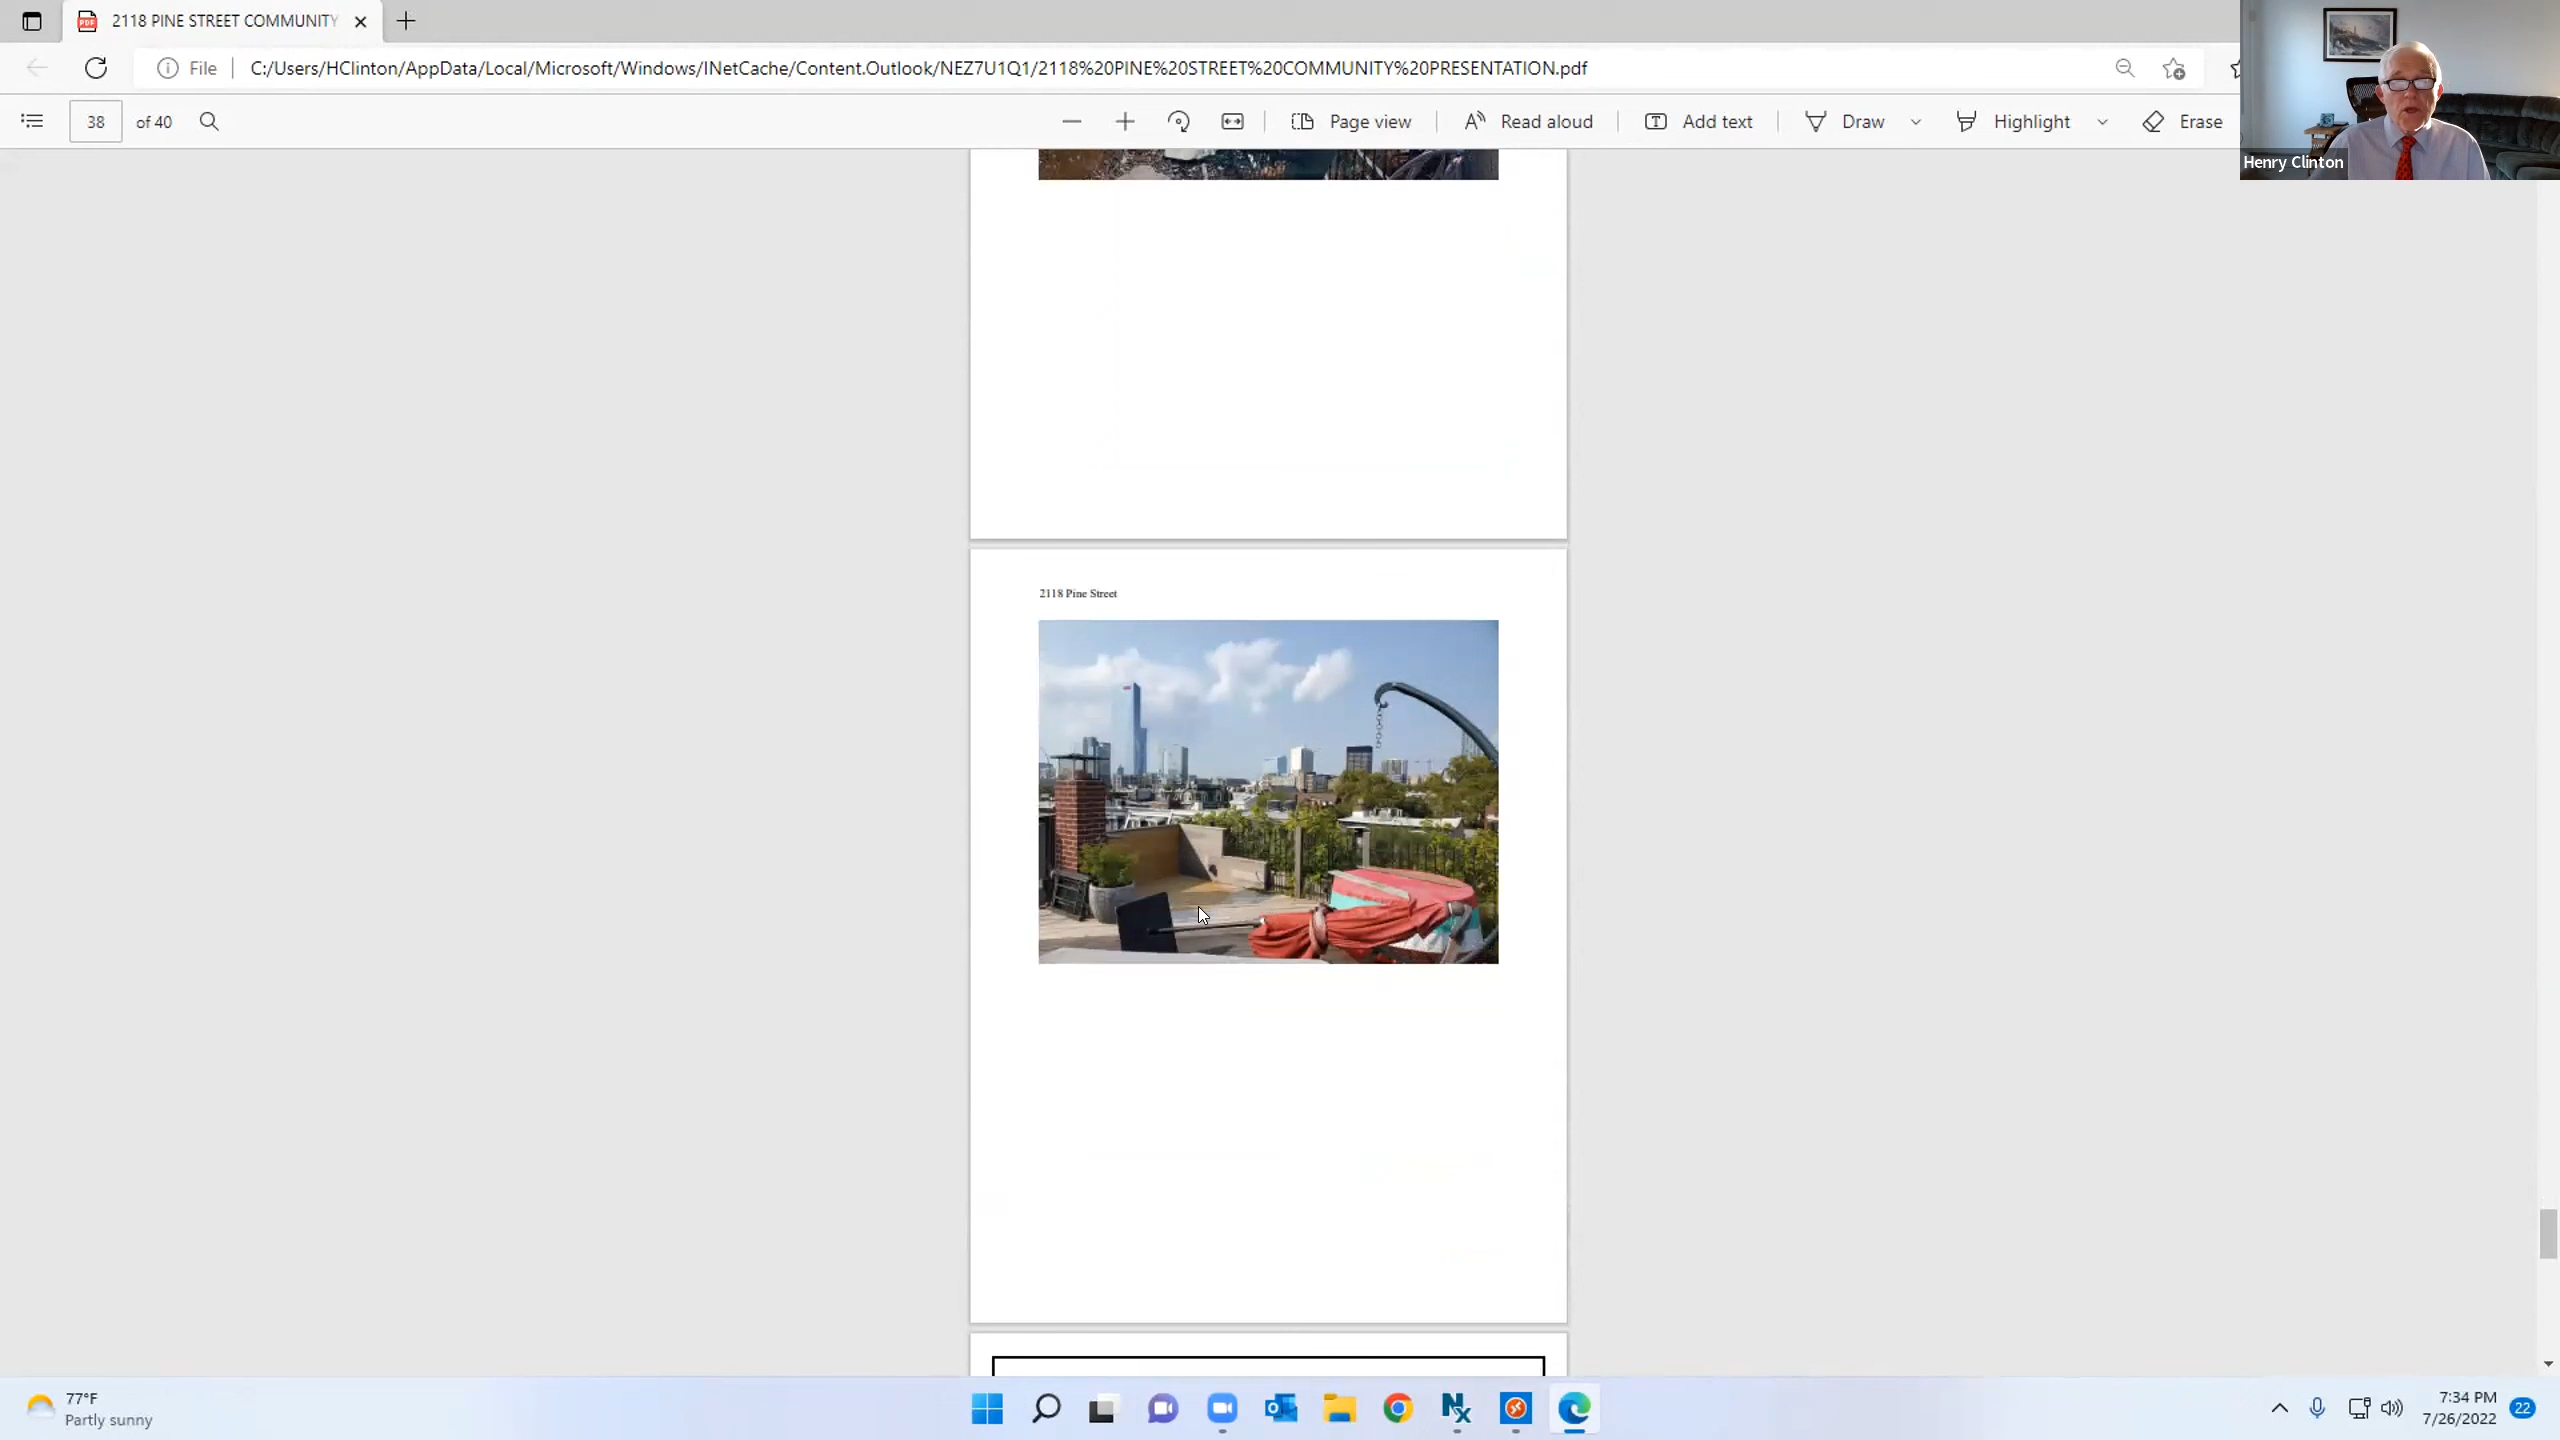 2118 PINE STREET COMMUNITY
File
C:/Users/HClinton/AppData/Local/Microsoft/Windows/INetCache/Content.Outlook/NEZ7U1Q1/2118%20PINE%20STREET%20COMMUNITY%20PRESENTATION.pdf
38 of 40
Page view
Read aloud
Add text
Draw
Highlight
Erase
Henry Clinton
2118 Pine Street
77°F
Partly sunny
7:34 PM
7/26/2022
22